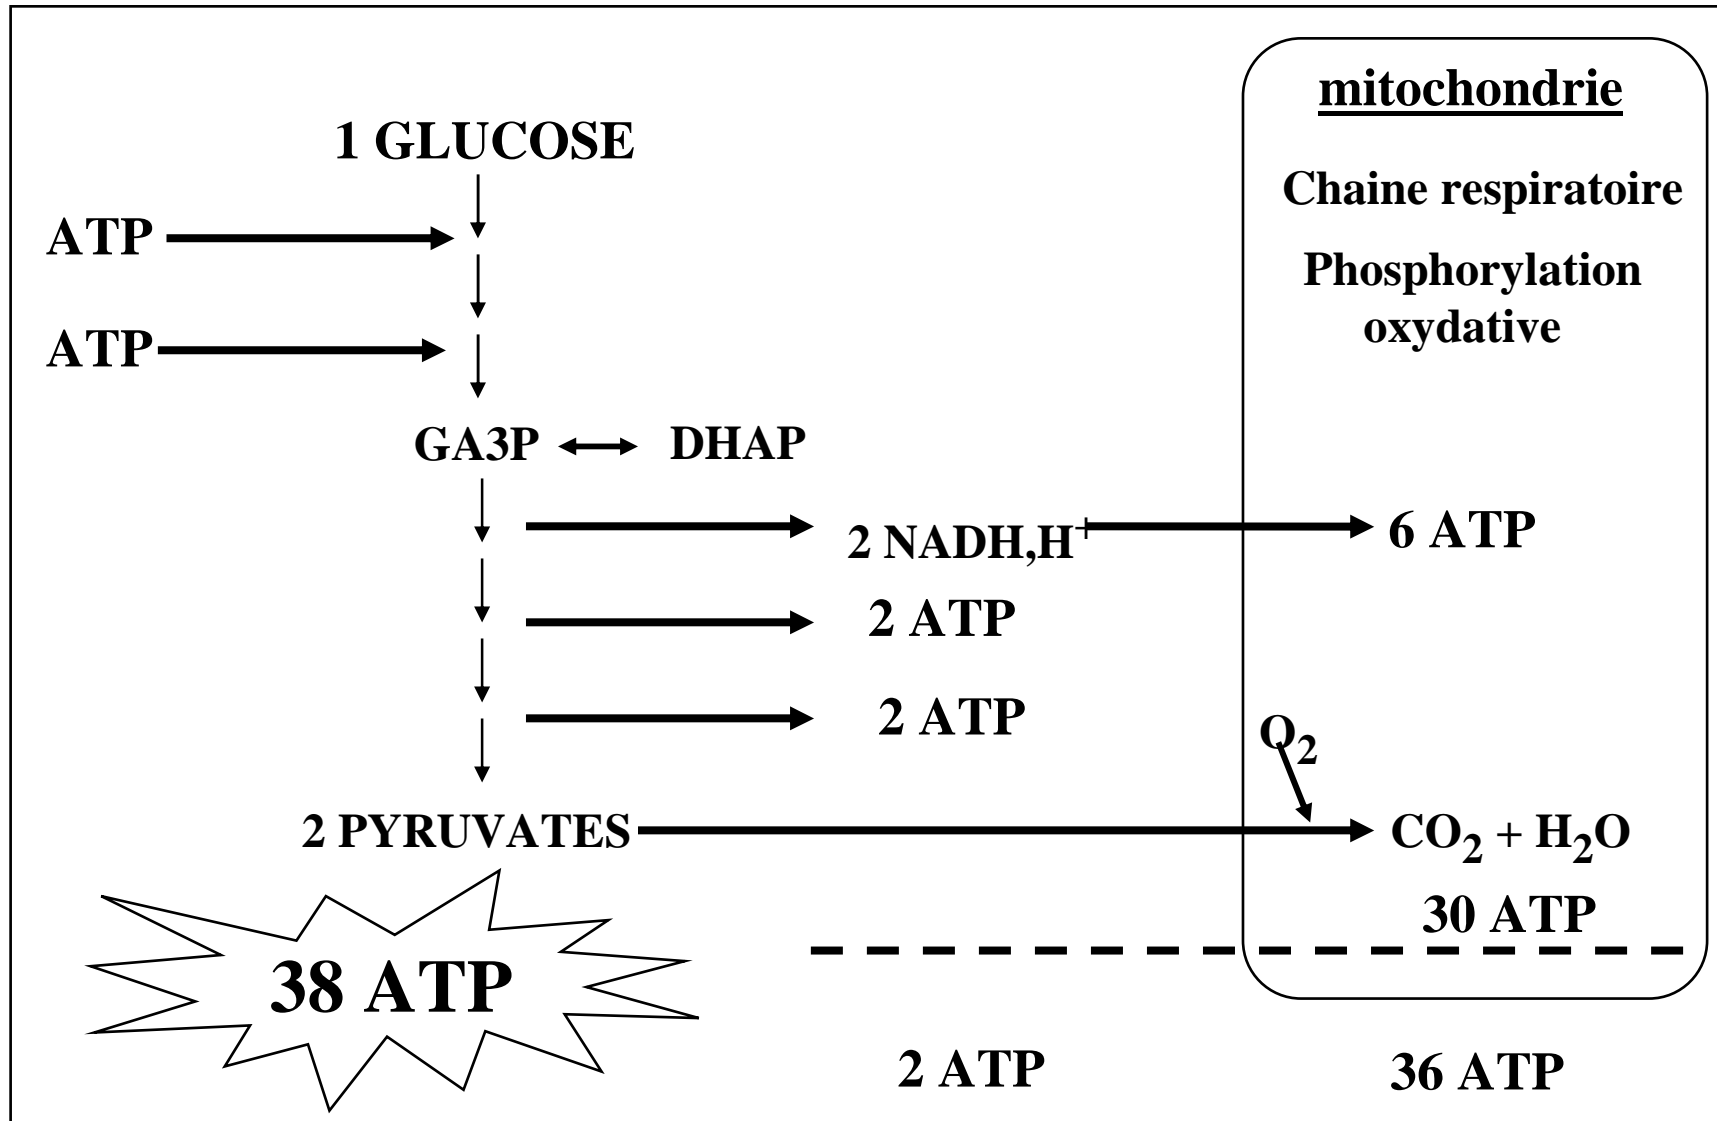 mitochondrie
1 GLUCOSE
Chaine respiratoire
ATP
Phosphorylation
oxydative
ATP
GA3P DHAP
2 NADH,H⁺ 6 ATP
2 ATP
2 ATP
O₂
2 PYRUVATES CO₂ + H₂O
30 ATP
38 ATP
2 ATP 36 ATP